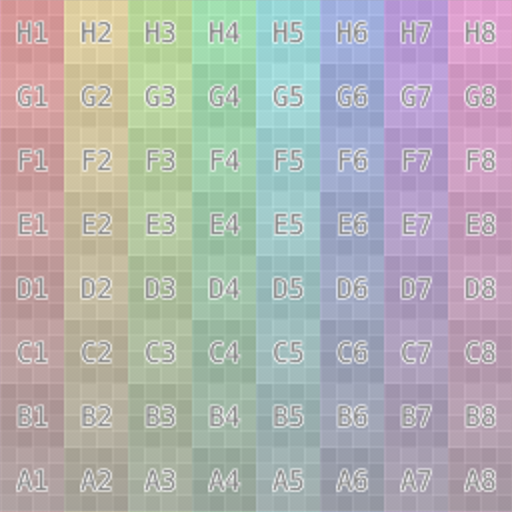 H1 H2 H3 H4 H5 H6 H7 H8
G1 G2 G3 G4 G5 G6 G7 G8
F1 F2 F3 F4 F5 F6 F7 F8
E1 E2 E3 E4 E5 E6 E7 E8
D1 D2 D3 D4 D5 D6 D7 D8
C1 C2 C3 C4 C5 C6 C7 C8
B1 B2 B3 B4 B5 B6 B7 B8
A1 A2 A3 A4 A5 A6 A7 A8